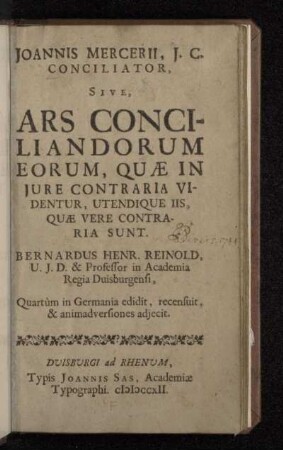 JOANNIS MERCERII, J. C.
CONCILIATOR,
SIVE,
ARS CONCI-
LIANDORUM
EORUM, QUÆ IN
JURE CONTRARIA VI-
DENTUR, UTENDIQUE IIS,
QUÆ VERE CONTRA-
RIA SUNT.
BERNARDUS HENR. REINOLD,
U. J. D. & Professor in Academia
Regia Duisburgensi,
Quartùm in Germania edidit, recensuit,
& animadversiones adjecit.
DUISBURGI ad RHENUM,
Typis JOANNIS SAS, Academiæ
Typographi. cIɔIɔccXII.